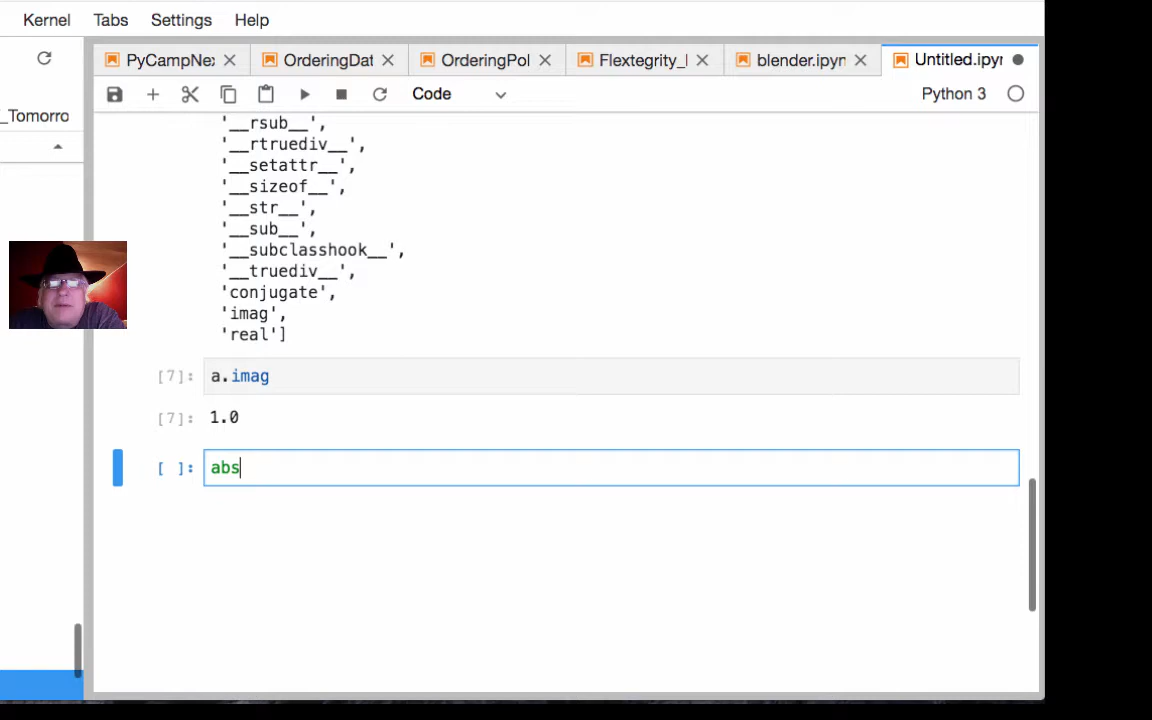 Kernel Tabs Settings Help
PyCampNex OrderingDat OrderingPol Flextegrity_ blender.ipyn Untitled.ipyn
Code Python 3
_Tomorro
'__rsub__',
'__rtruediv__',
'__setattr__',
'__sizeof__',
'__str__',
'__sub__',
'__subclasshook__',
'__truediv__',
'conjugate',
'imag',
'real']
[7]: a.imag
[7]: 1.0
[ ]: abs